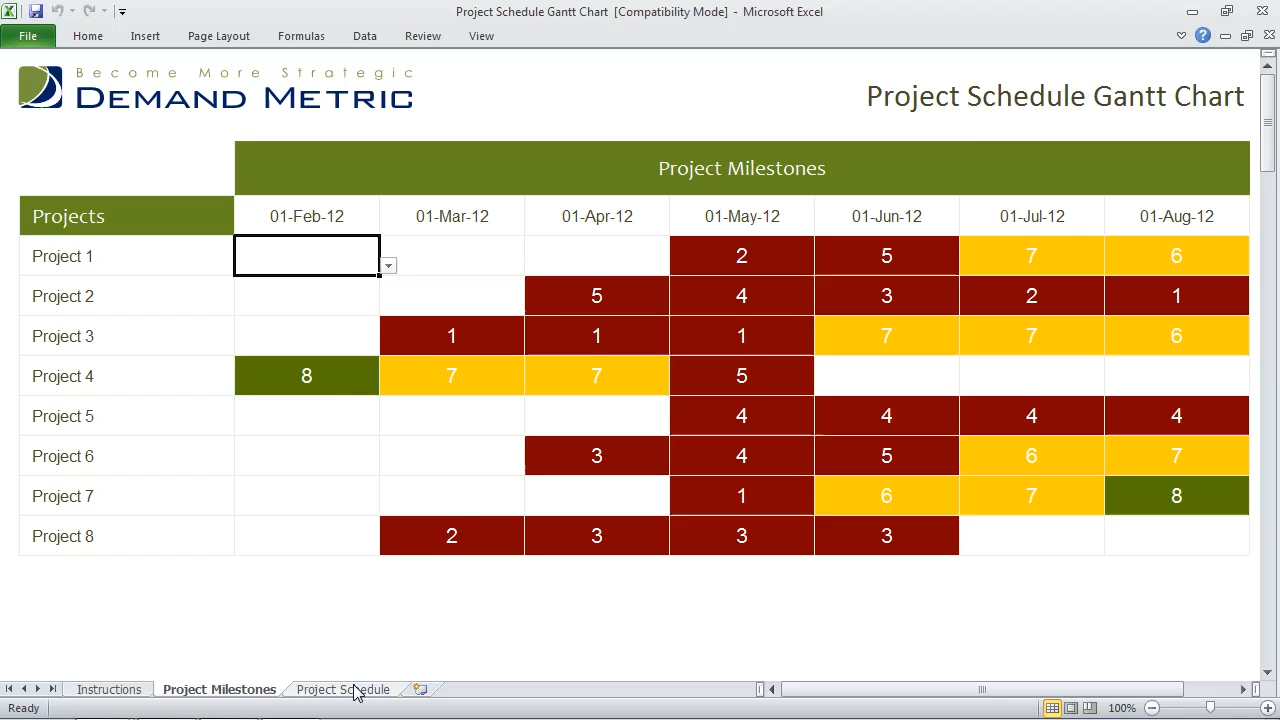 Project Schedule Gantt Chart [Compatibility Mode] - Microsoft Excel
File Home Insert Page Layout Formulas Data Review View
Become More Strategic
DEMAND METRIC
Project Schedule Gantt Chart
Project Milestones
Projects 01-Feb-12 01-Mar-12 01-Apr-12 01-May-12 01-Jun-12 01-Jul-12 01-Aug-12
Project 1 2 5 7 6
Project 2 5 4 3 2 1
Project 3 1 1 1 7 7 6
Project 4 8 7 7 5
Project 5 4 4 4 4
Project 6 3 4 5 6 7
Project 7 1 6 7 8
Project 8 2 3 3 3
Instructions Project Milestones Project Schedule
Ready 100%